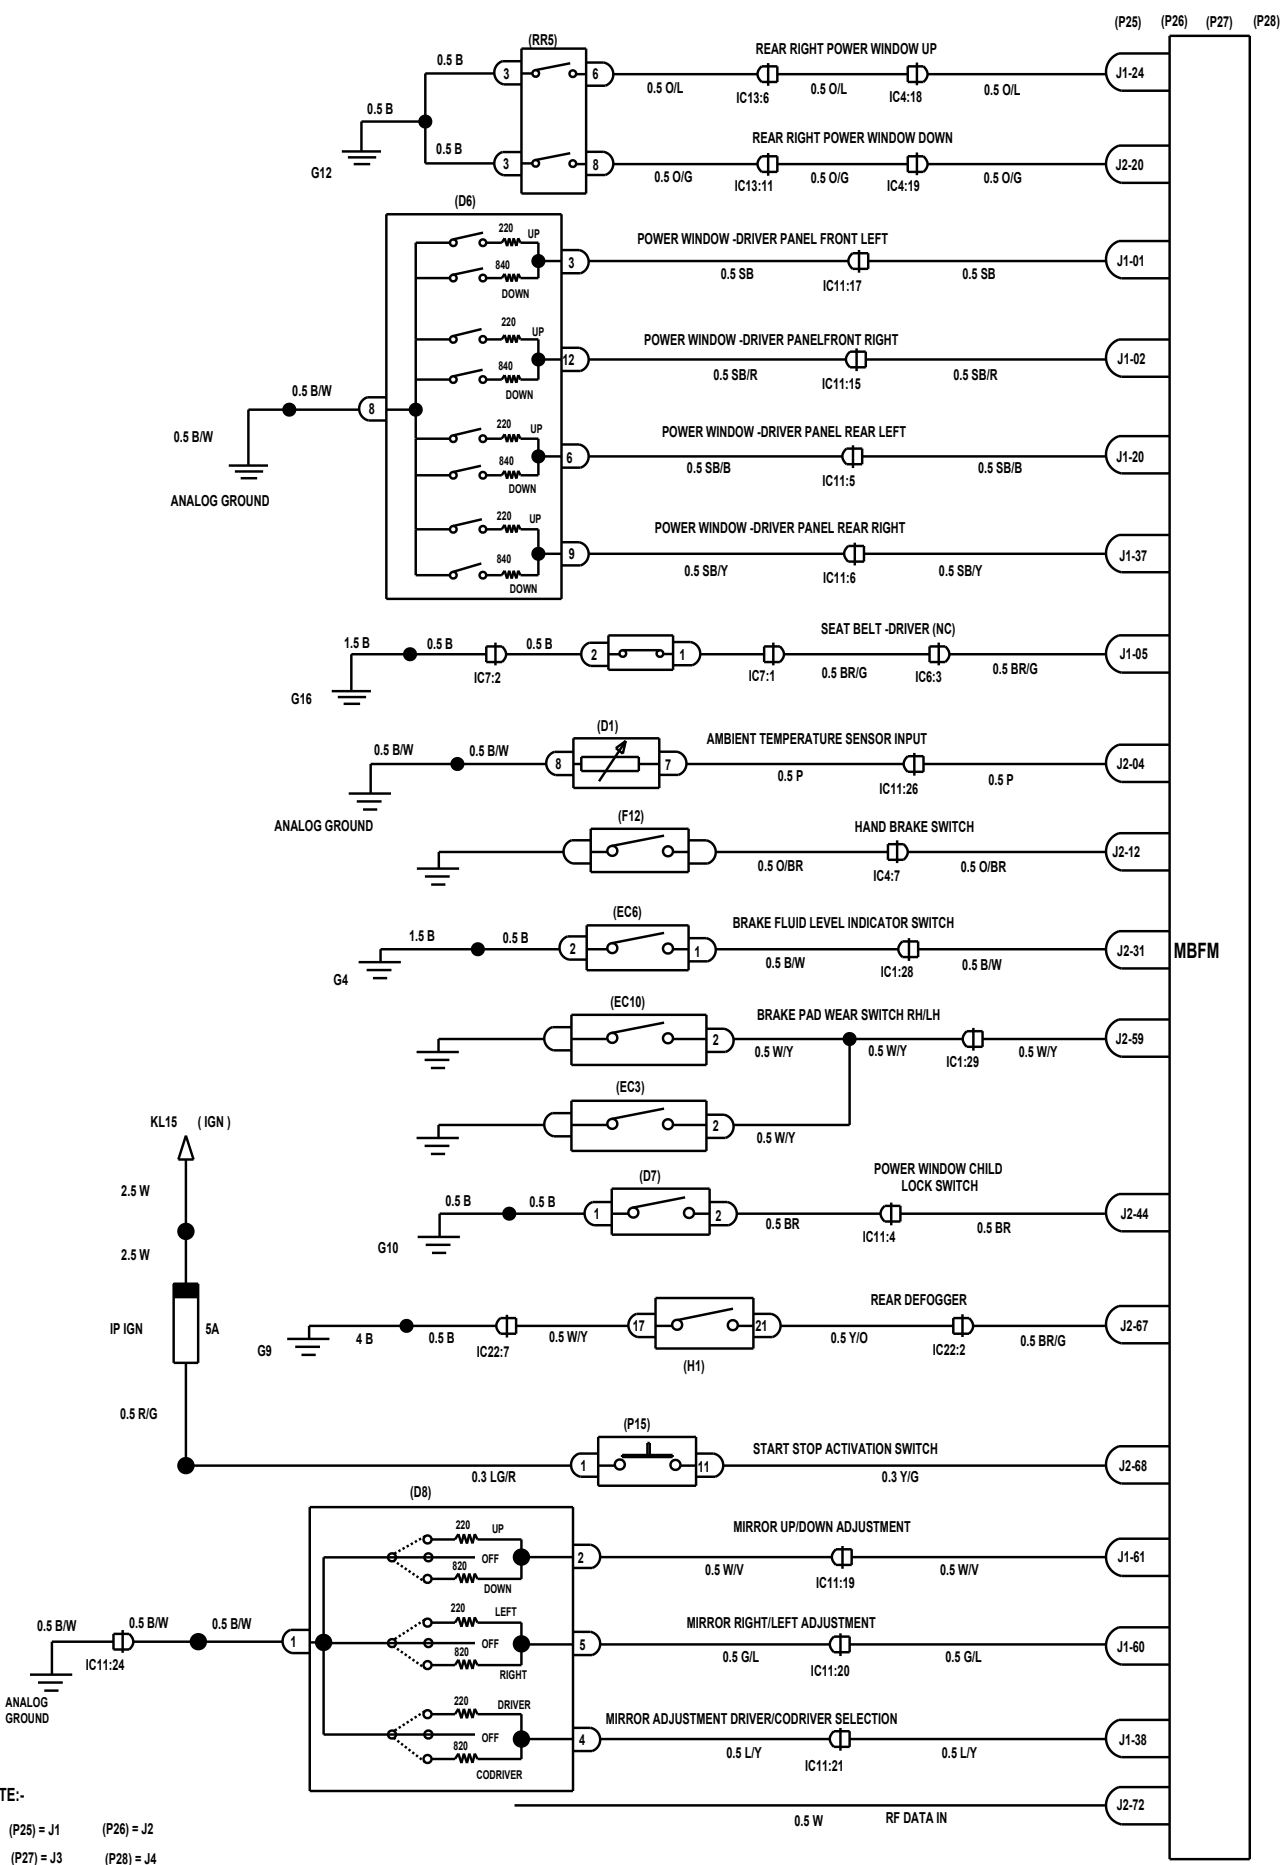 (P25) (P26) (P27) (P28)
(RR5)
REAR RIGHT POWER WINDOW UP
0.5 B 3 6 0.5 O/L IC13:6 0.5 O/L IC4:18 0.5 O/L J1-24
0.5 B
G12
REAR RIGHT POWER WINDOW DOWN
0.5 B 3 8 0.5 O/G IC13:11 0.5 O/G IC4:19 0.5 O/G J2-20
(D6)
POWER WINDOW -DRIVER PANEL FRONT LEFT
220 UP
840 DOWN
3 0.5 SB IC11:17 0.5 SB J1-01
POWER WINDOW -DRIVER PANELFRONT RIGHT
220 UP
840 DOWN
12 0.5 SB/R IC11:15 0.5 SB/R J1-02
0.5 B/W 0.5 B/W 8
ANALOG GROUND
POWER WINDOW -DRIVER PANEL REAR LEFT
220 UP
840 DOWN
6 0.5 SB/B IC11:5 0.5 SB/B J1-20
POWER WINDOW -DRIVER PANEL REAR RIGHT
220 UP
840 DOWN
9 0.5 SB/Y IC11:6 0.5 SB/Y J1-37
SEAT BELT -DRIVER (NC)
1.5 B 0.5 B IC7:2 0.5 B 2 1 IC7:1 0.5 BR/G IC6:3 0.5 BR/G J1-05
G16
(D1)
AMBIENT TEMPERATURE SENSOR INPUT
0.5 B/W 0.5 B/W 8 7 0.5 P IC11:26 0.5 P J2-04
ANALOG GROUND
(F12)
HAND BRAKE SWITCH
0.5 O/BR IC4:7 0.5 O/BR J2-12
(EC6)
BRAKE FLUID LEVEL INDICATOR SWITCH
1.5 B 0.5 B 2 1 0.5 B/W IC1:28 0.5 B/W J2-31
G4
MBFM
(EC10)
BRAKE PAD WEAR SWITCH RH/LH
2 0.5 W/Y 0.5 W/Y IC1:29 0.5 W/Y J2-59
(EC3)
2 0.5 W/Y
KL15 ( IGN )
2.5 W
2.5 W
IP IGN 5A
0.5 R/G
(D7)
POWER WINDOW CHILD
LOCK SWITCH
0.5 B 0.5 B 1 2 0.5 BR IC11:4 0.5 BR J2-44
G10
REAR DEFOGGER
G9 4 B 0.5 B IC22:7 0.5 W/Y 17 21 0.5 Y/O IC22:2 0.5 BR/G J2-67
(H1)
(P15)
START STOP ACTIVATION SWITCH
0.3 LG/R 1 11 0.3 Y/G J2-68
(D8)
MIRROR UP/DOWN ADJUSTMENT
220 UP
OFF
820 DOWN
2 0.5 W/V IC11:19 0.5 W/V J1-61
0.5 B/W IC11:24 0.5 B/W 0.5 B/W 1
ANALOG
GROUND
MIRROR RIGHT/LEFT ADJUSTMENT
220 LEFT
OFF
820 RIGHT
5 0.5 G/L IC11:20 0.5 G/L J1-60
MIRROR ADJUSTMENT DRIVER/CODRIVER SELECTION
220 DRIVER
OFF
820 CODRIVER
4 0.5 L/Y IC11:21 0.5 L/Y J1-38
0.5 W RF DATA IN J2-72
TE:-
(P25) = J1 (P26) = J2
(P27) = J3 (P28) = J4